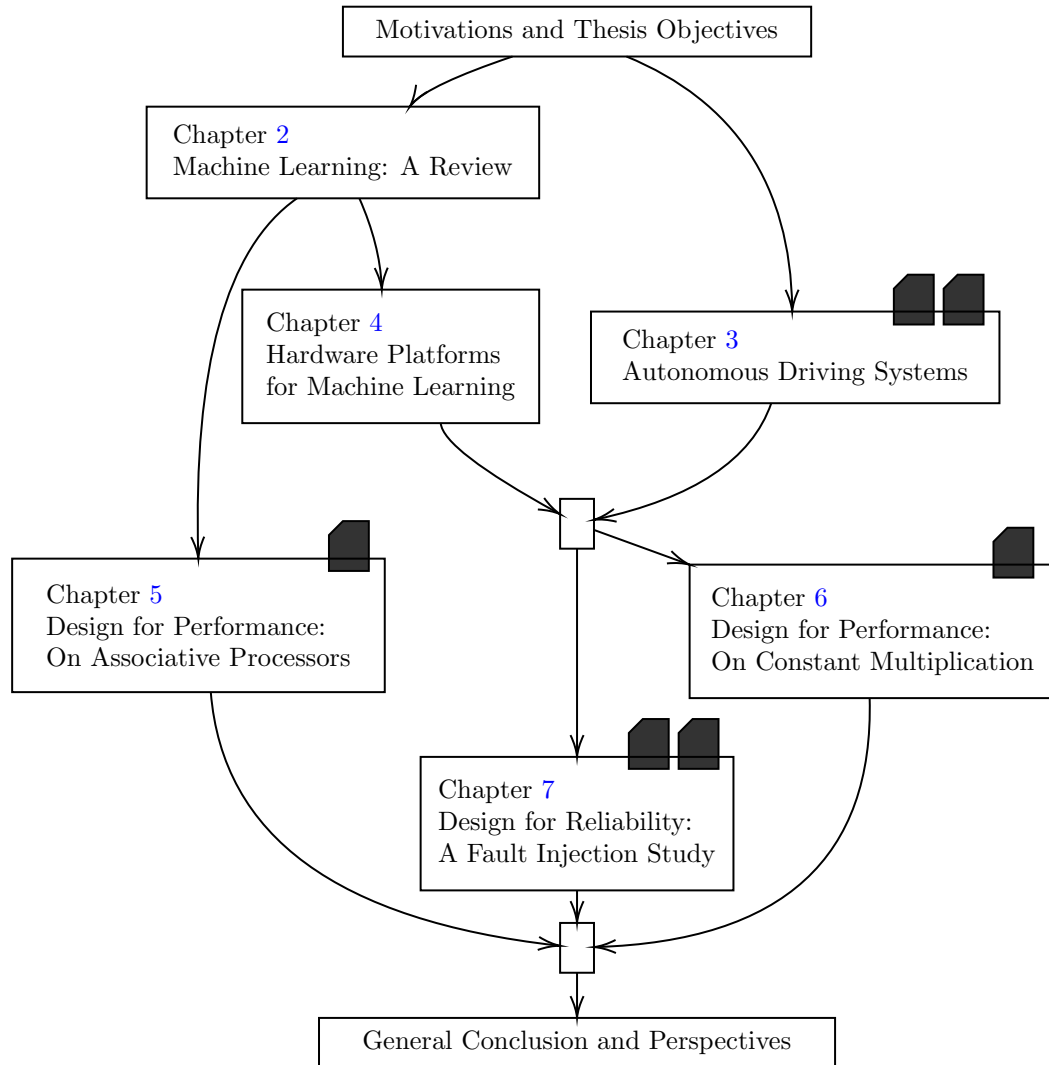 Motivations and Thesis Objectives
Chapter 2
Machine Learning: A Review
Chapter 4
Hardware Platforms
for Machine Learning
Chapter 3
Autonomous Driving Systems
Chapter 5
Design for Performance:
On Associative Processors
Chapter 6
Design for Performance:
On Constant Multiplication
Chapter 7
Design for Reliability:
A Fault Injection Study
General Conclusion and Perspectives